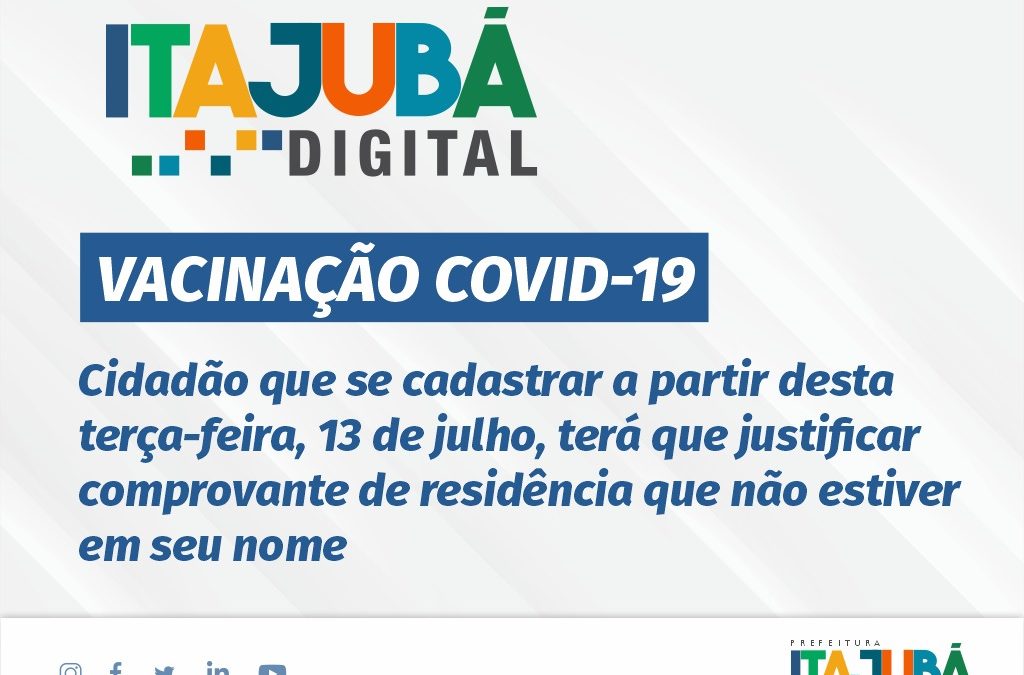 ITAJUBÁ
DIGITAL
VACINAÇÃO COVID-19
Cidadão que se cadastrar a partir desta
terça-feira, 13 de julho, terá que justificar
comprovante de residência que não estiver
em seu nome
PREFEITURA
ITAJUBÁ